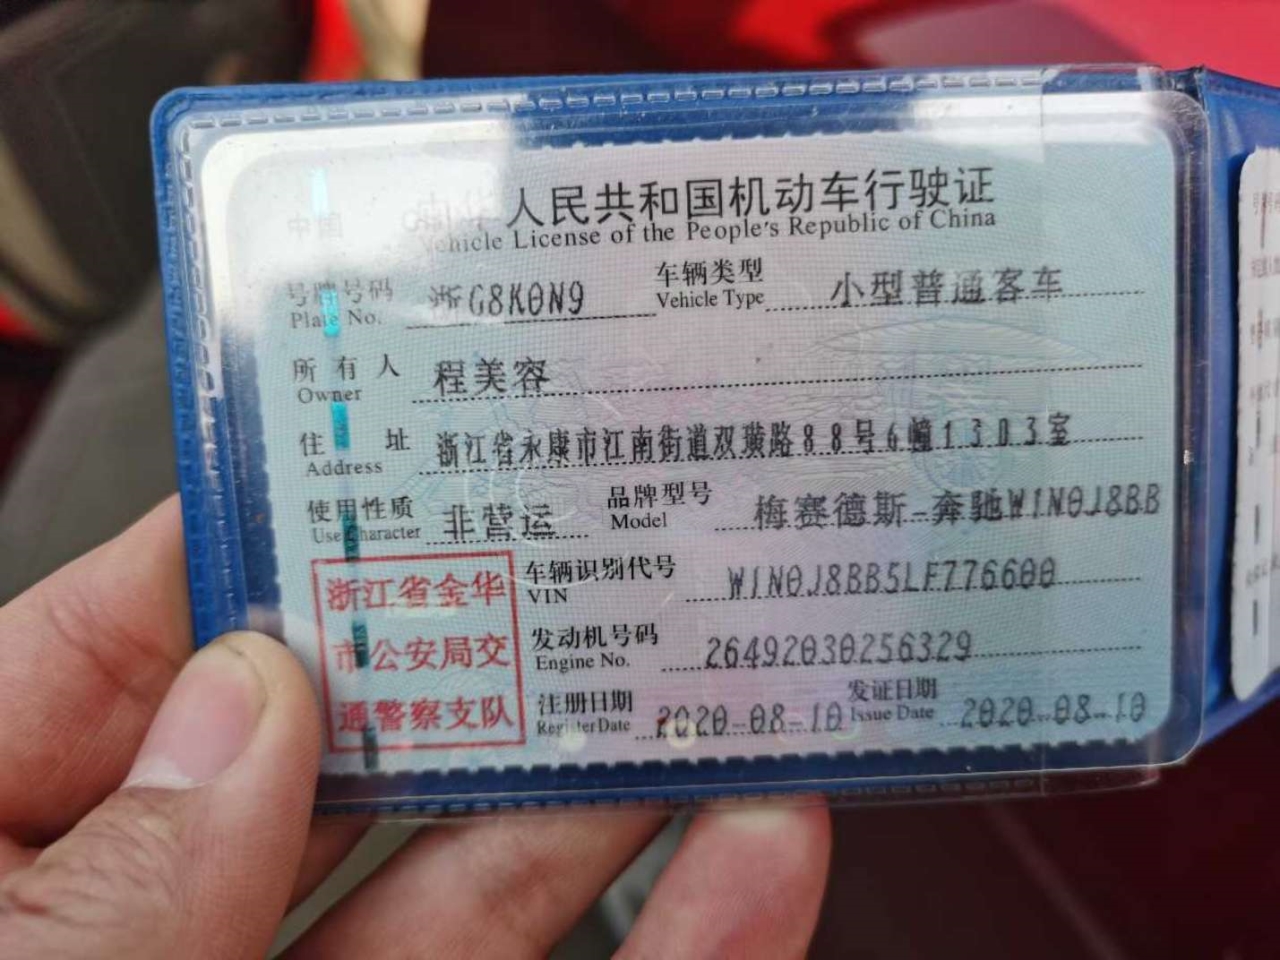 中国 中华人民共和国机动车行驶证
Vehicle License of the People's Republic of China
号牌号码 浙G8K0N9 车辆类型 小型普通客车
Plate No. Vehicle Type
所有人 程美容
Owner
住址 浙江省永康市江南街道双璜路88号6幢1303室
Address
使用性质 非营运 品牌型号 梅赛德斯-奔驰W1N0J8BB
Use Character Model
浙江省金华
市公安局交
通警察支队
车辆识别代号 W1N0J8BB5LF776600
VIN
发动机号码 26492030256329
Engine No.
注册日期 2020-08-10 发证日期 2020-08-10
Register Date Issue Date